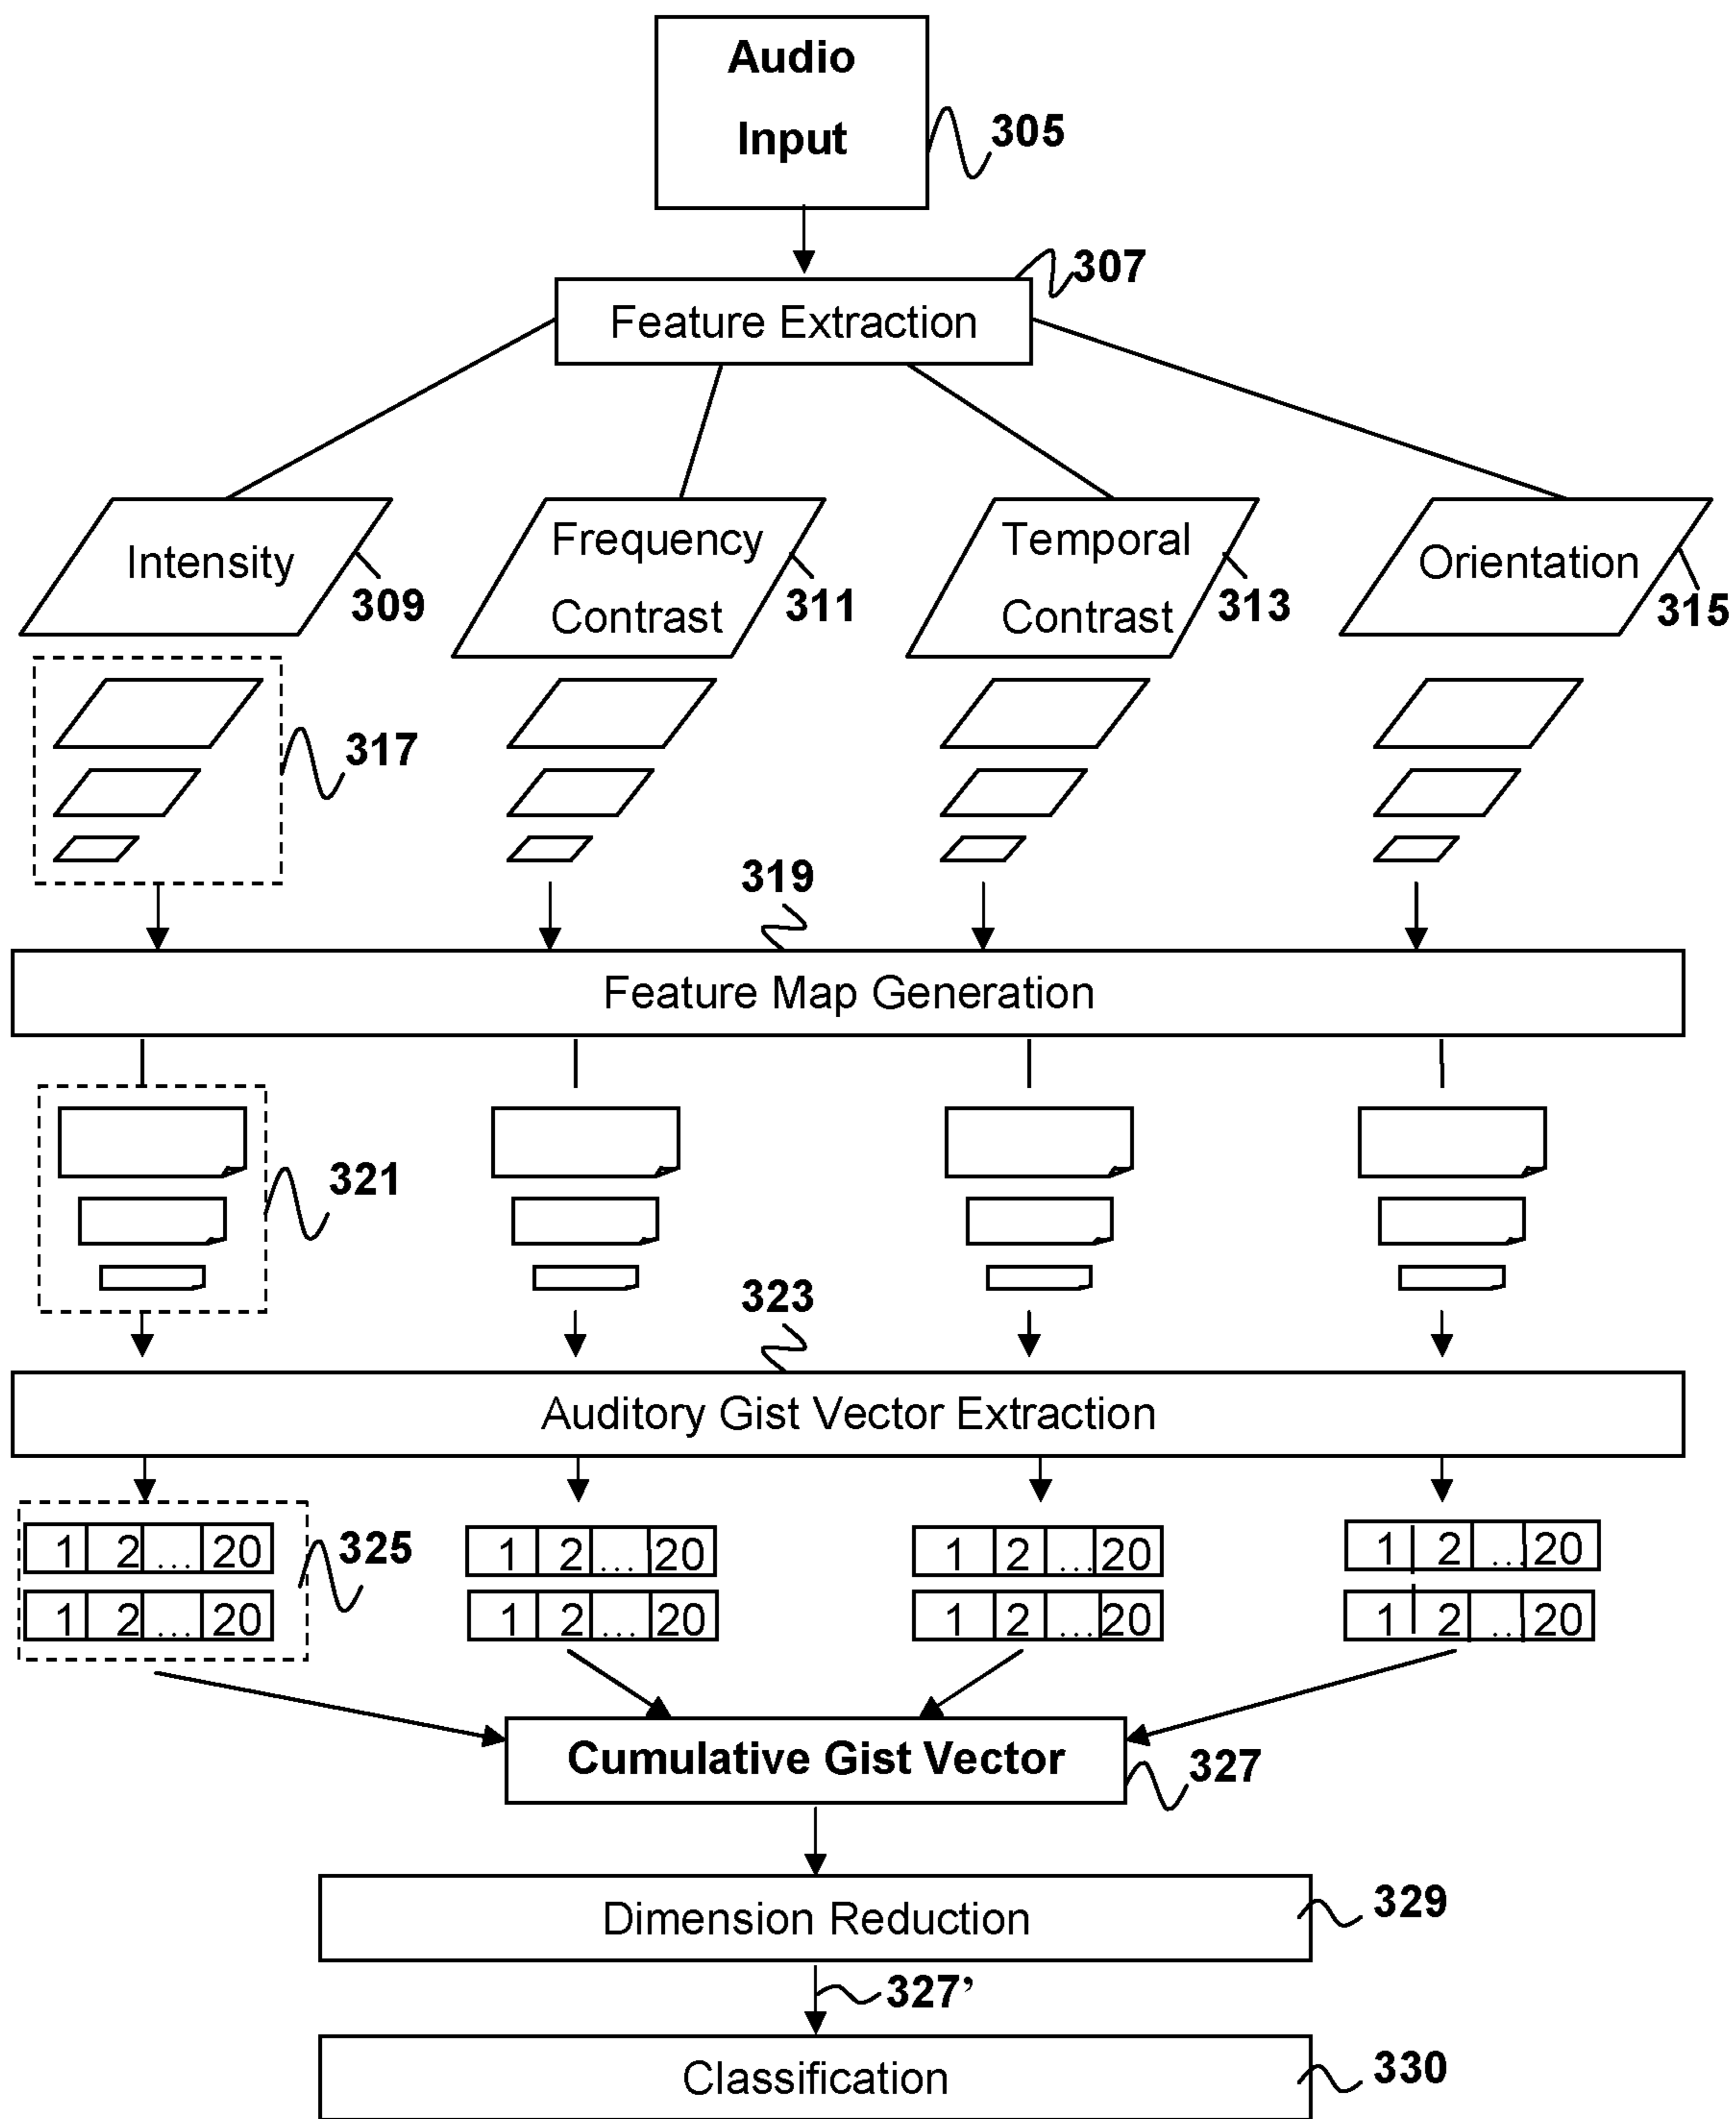 Audio
Input
305
307
Feature Extraction
Intensity
309
Frequency
Contrast
311
Temporal
Contrast
313
Orientation
315
317
319
Feature Map Generation
321
323
Auditory Gist Vector Extraction
1 2 ... 20
1 2 ... 20
1 2 ... 20
1 2 ... 20
325
1 2 ... 20
1 2 ... 20
1 2 ... 20
1 2 ... 20
Cumulative Gist Vector
327
Dimension Reduction
329
327’
Classification
330